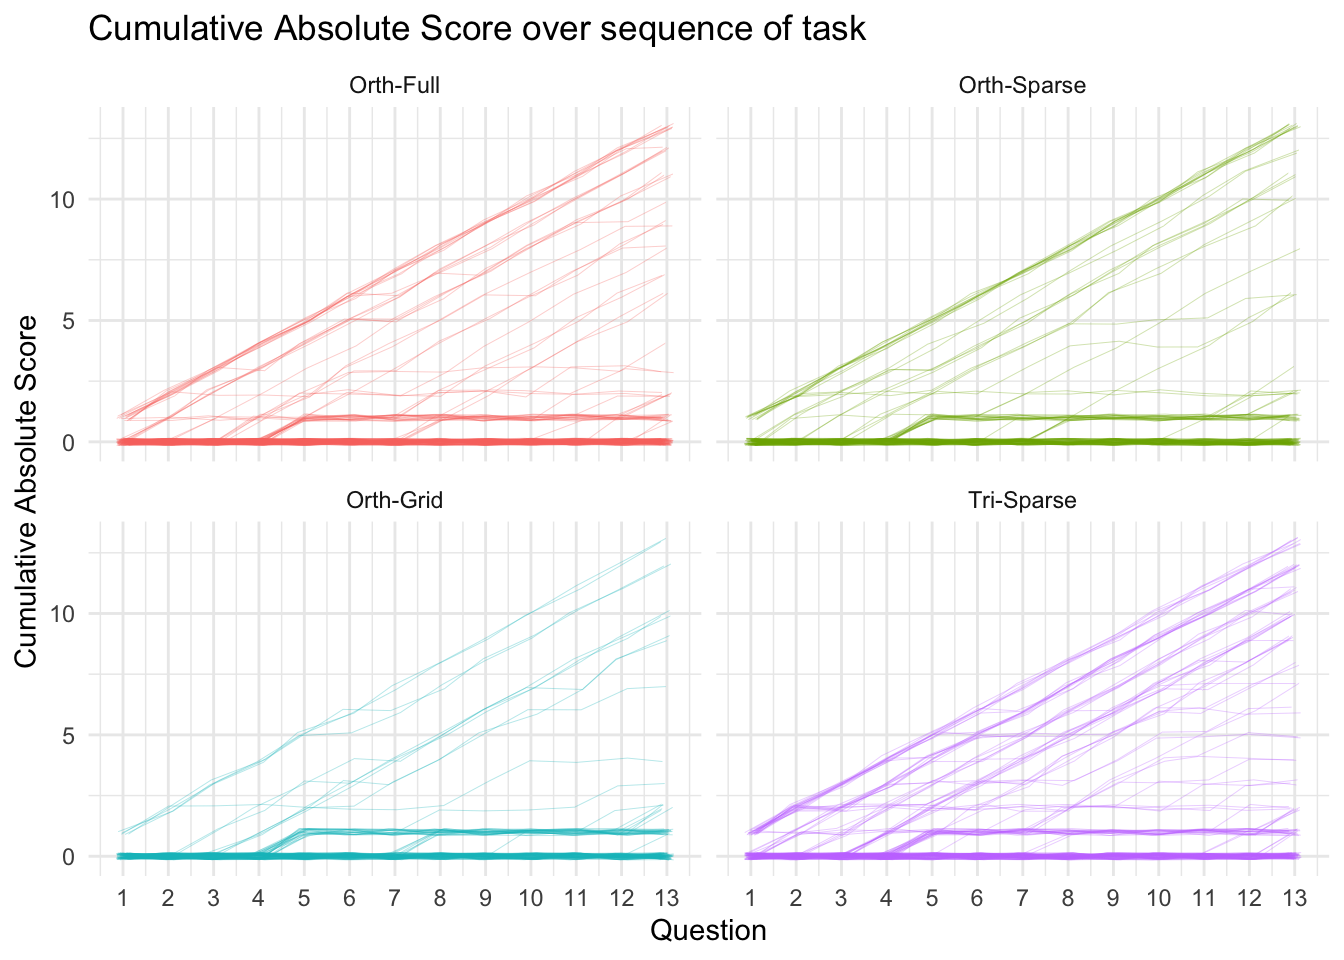 Cumulative Absolute Score over sequence of task
Orth-Full
Orth-Sparse
10
5
0
Orth-Grid
Tri-Sparse
10
5
0
Cumulative Absolute Score
1 2 3 4 5 6 7 8 9 10 11 12 13
1 2 3 4 5 6 7 8 9 10 11 12 13
Question